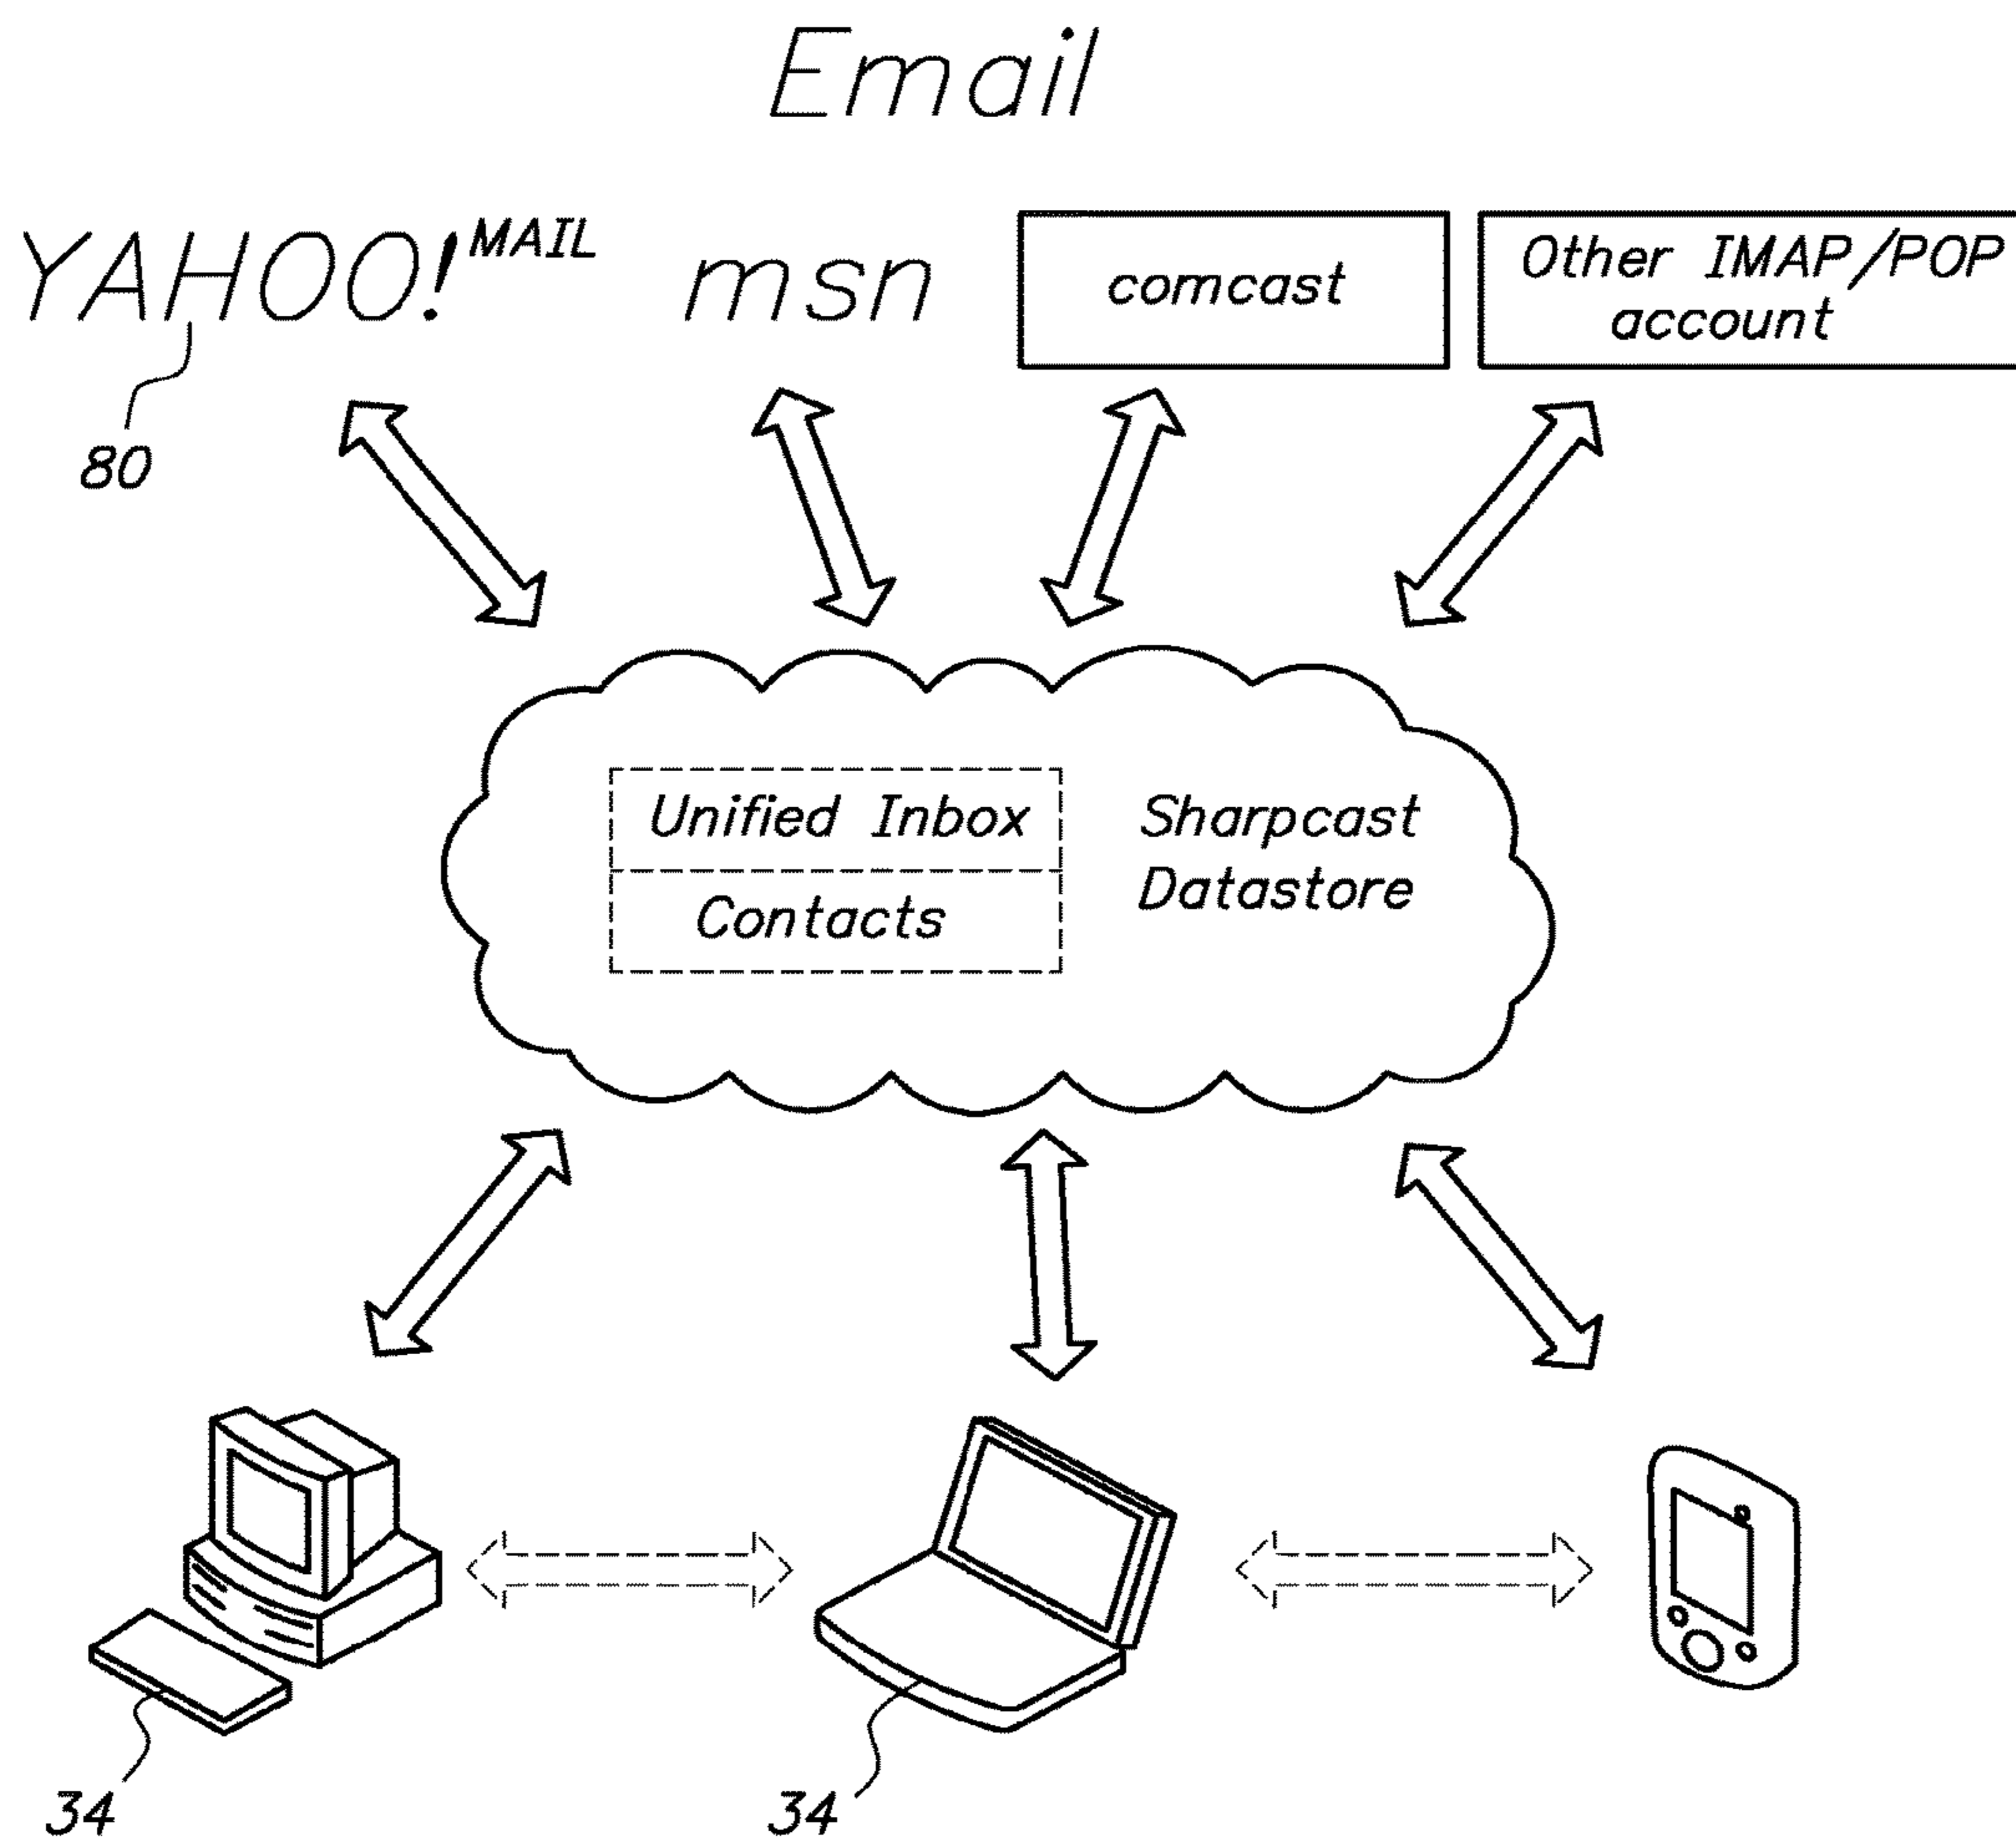 Email
YAHOO! MAIL
msn
comcast
Other IMAP/POP
account
80
Unified Inbox
Contacts
Sharpcast
Datastore
34
34